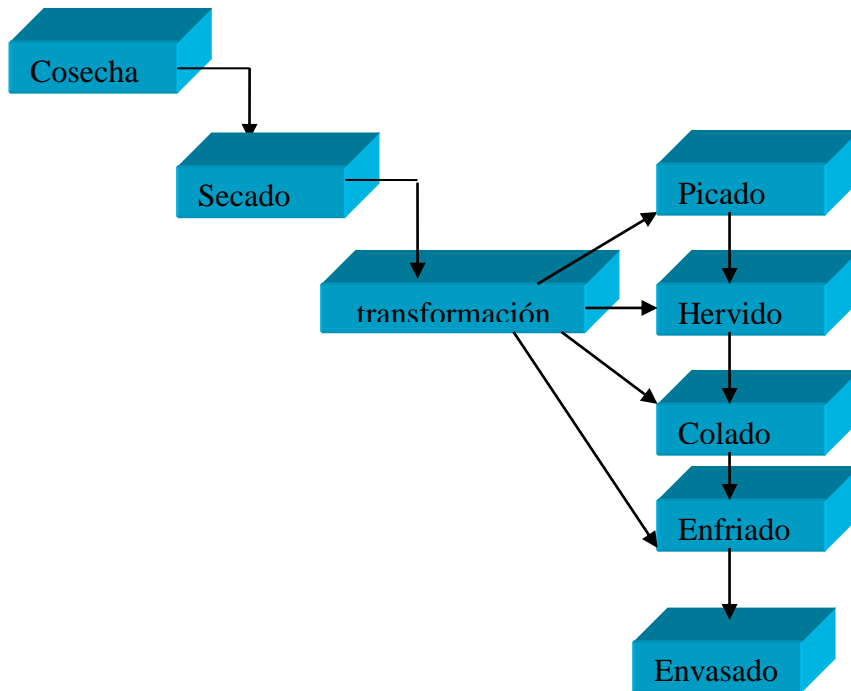 Cosecha
Secado
transformación
Picado
Hervido
Colado
Enfriado
Envasado